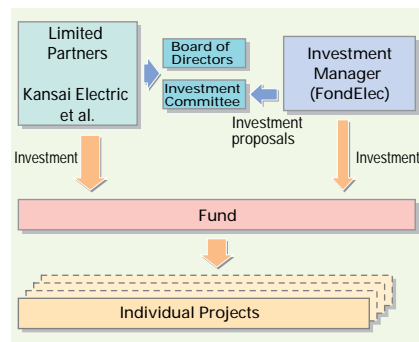 Limited
Partners
Kansai Electric
et al.
Board of
Directors
Investment
Committee
Investment
Manager
(FondElec)
Investment
proposals
Investment
Investment
Fund
Individual Projects